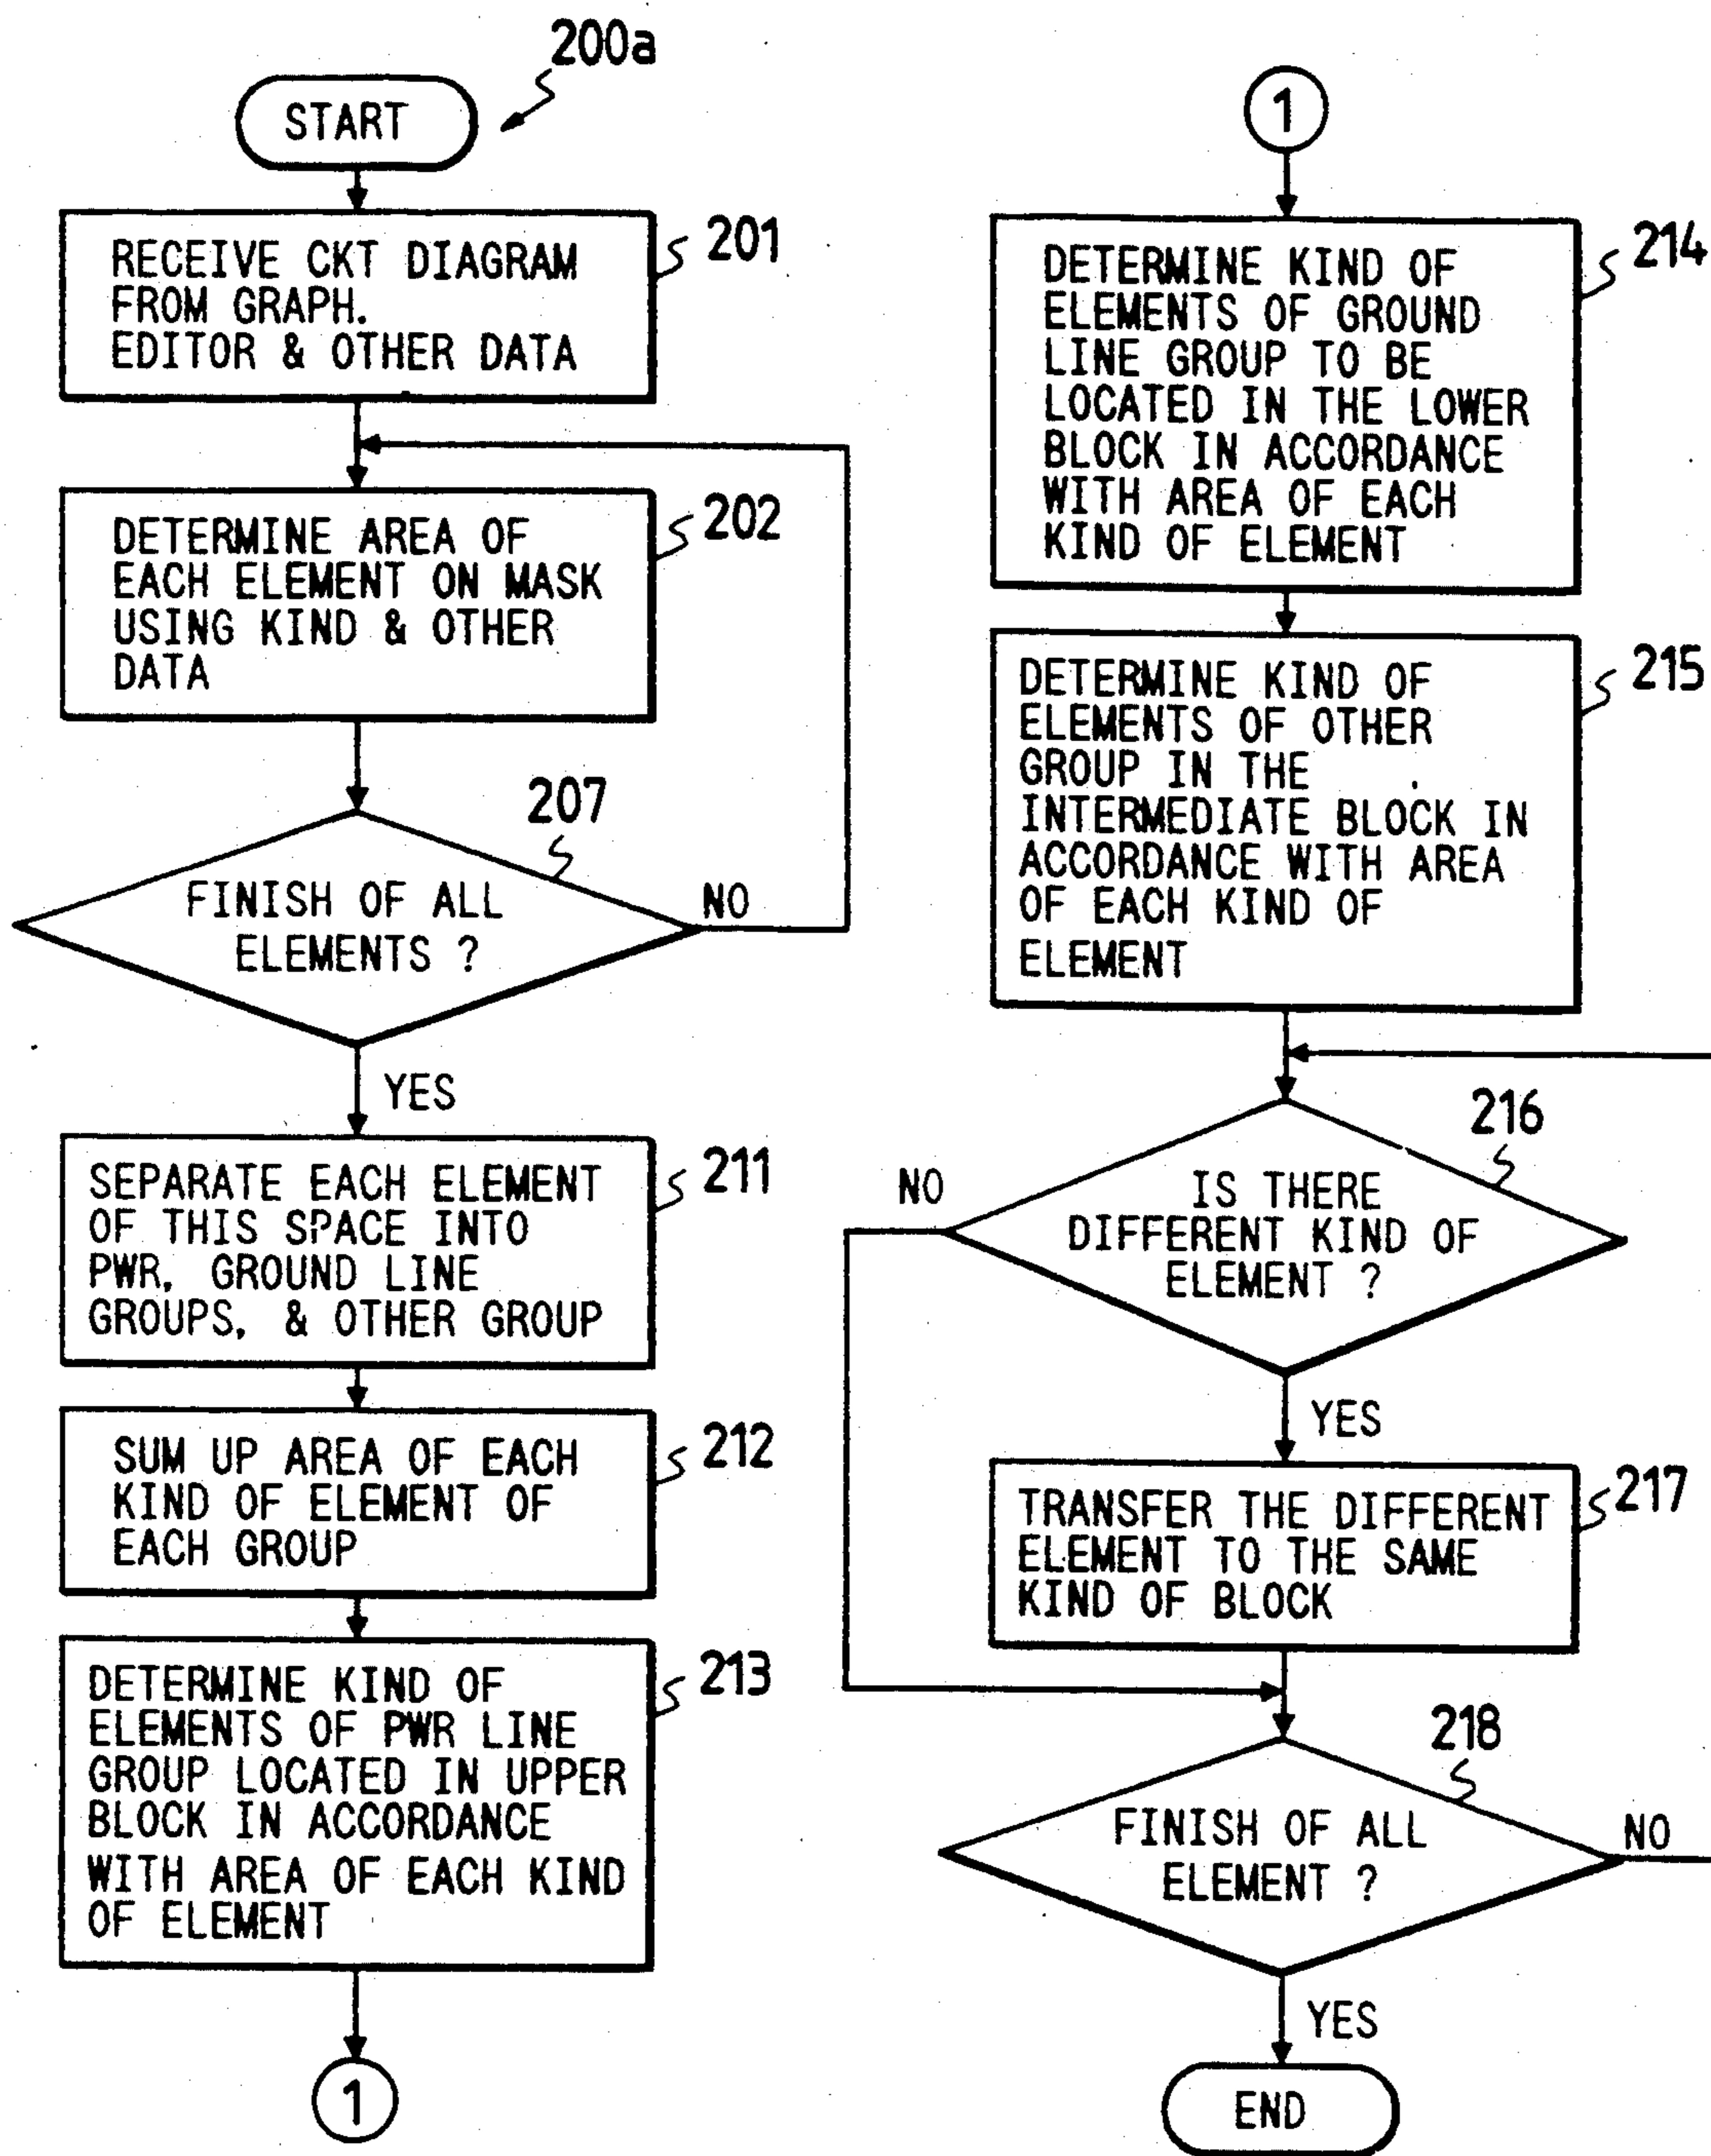 200a
START
201
RECEIVE CKT DIAGRAM
FROM GRAPH.
EDITOR & OTHER DATA
202
DETERMINE AREA OF
EACH ELEMENT ON MASK
USING KIND & OTHER
DATA
207
FINISH OF ALL
ELEMENTS ?
NO
YES
211
SEPARATE EACH ELEMENT
OF THIS SPACE INTO
PWR, GROUND LINE
GROUPS, & OTHER GROUP
212
SUM UP AREA OF EACH
KIND OF ELEMENT OF
EACH GROUP
213
DETERMINE KIND OF
ELEMENTS OF PWR LINE
GROUP LOCATED IN UPPER
BLOCK IN ACCORDANCE
WITH AREA OF EACH KIND
OF ELEMENT
1
1
214
DETERMINE KIND OF
ELEMENTS OF GROUND
LINE GROUP TO BE
LOCATED IN THE LOWER
BLOCK IN ACCORDANCE
WITH AREA OF EACH
KIND OF ELEMENT
215
DETERMINE KIND OF
ELEMENTS OF OTHER
GROUP IN THE
INTERMEDIATE BLOCK IN
ACCORDANCE WITH AREA
OF EACH KIND OF
ELEMENT
216
NO
IS THERE
DIFFERENT KIND OF
ELEMENT ?
YES
217
TRANSFER THE DIFFERENT
ELEMENT TO THE SAME
KIND OF BLOCK
218
FINISH OF ALL
ELEMENT ?
NO
YES
END